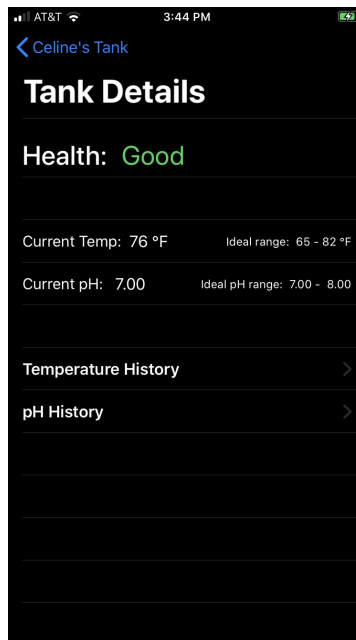 AT&T 3:44 PM
Celine's Tank
Tank Details
Health: Good
Current Temp: 76 °F Ideal range: 65 - 82 °F
Current pH: 7.00 Ideal pH range: 7.00 - 8.00
Temperature History
pH History